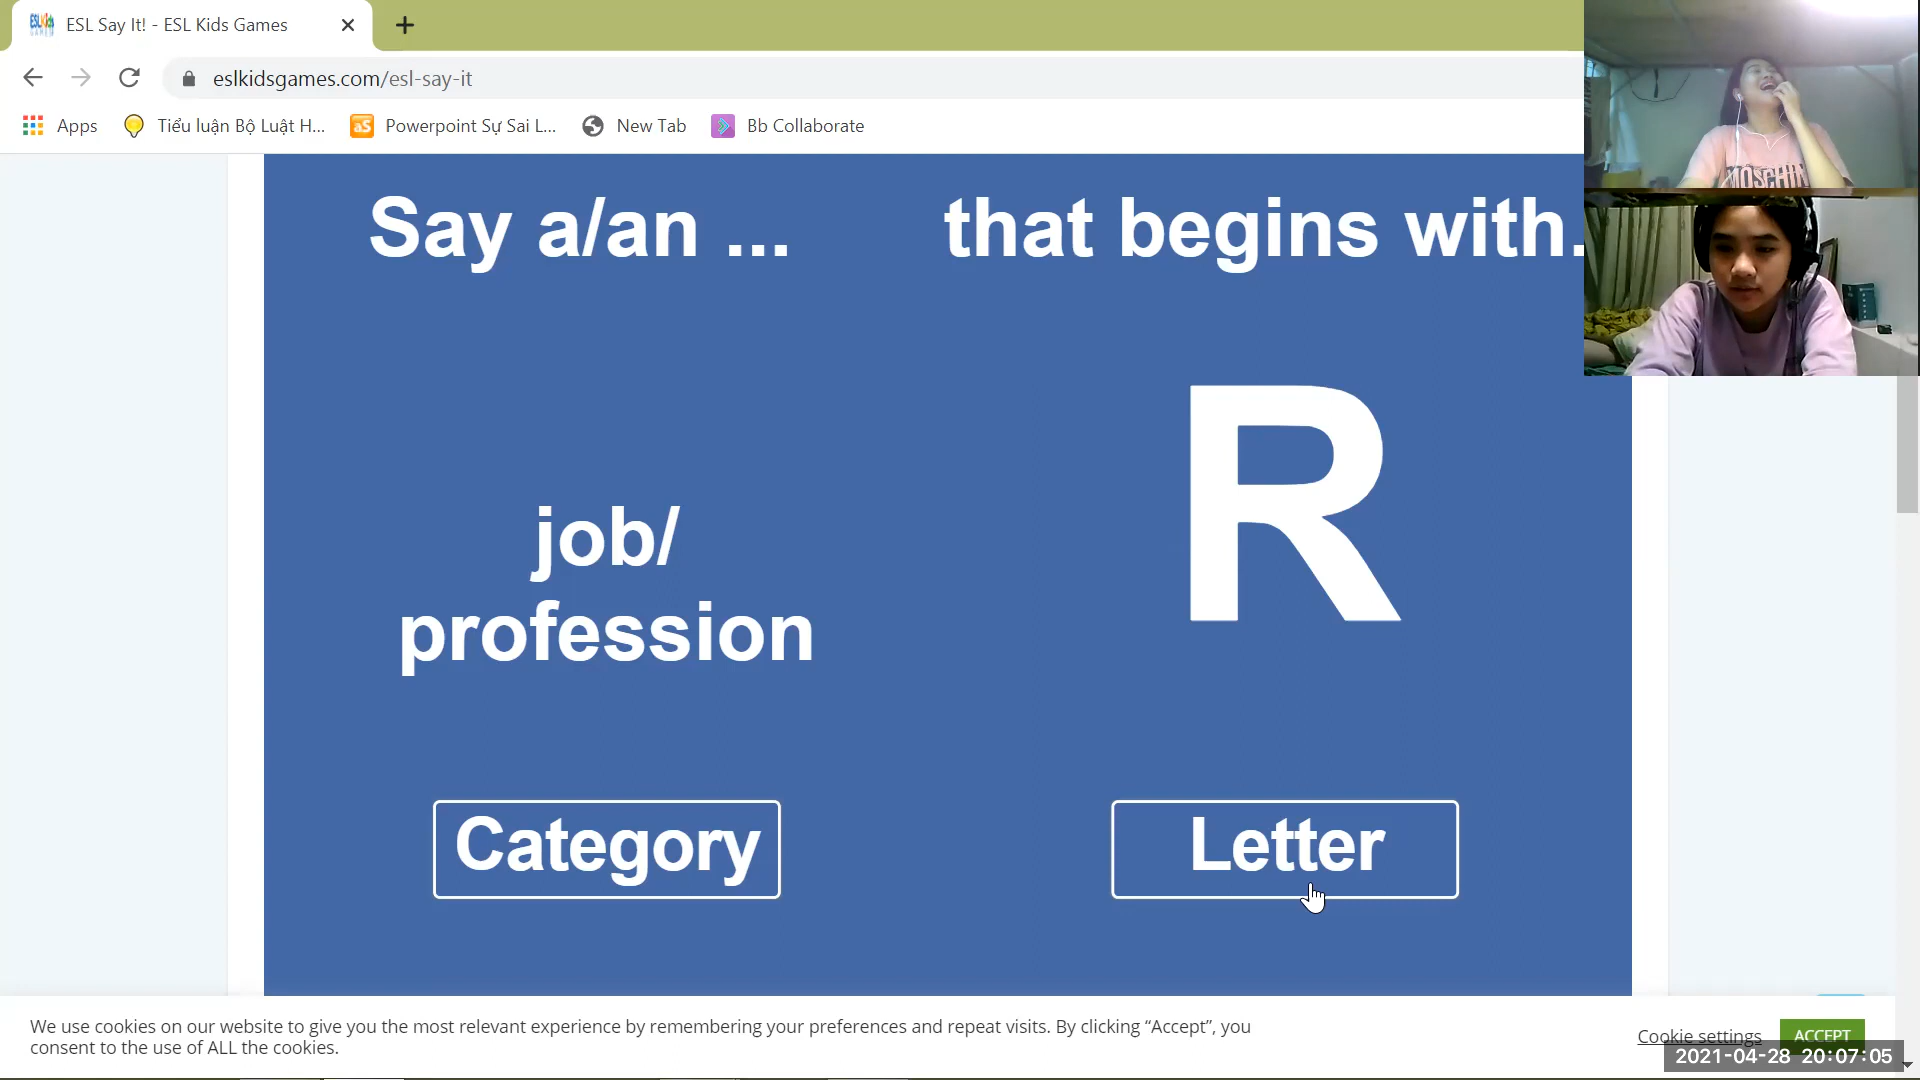 ESL Say It! - ESL Kids Games
eslkidsgames.com/esl-say-it
Apps
Tiểu luận Bộ Luật H...
Powerpoint Sự Sai L...
New Tab
Bb Collaborate
Say a/an ...
that begins with.
job/
profession
R
Category
Letter
MOSCHIN
We use cookies on our website to give you the most relevant experience by remembering your preferences and repeat visits. By clicking “Accept”, you
consent to the use of ALL the cookies.
Cookie settings
ACCEPT
2021-04-28 20:07:05